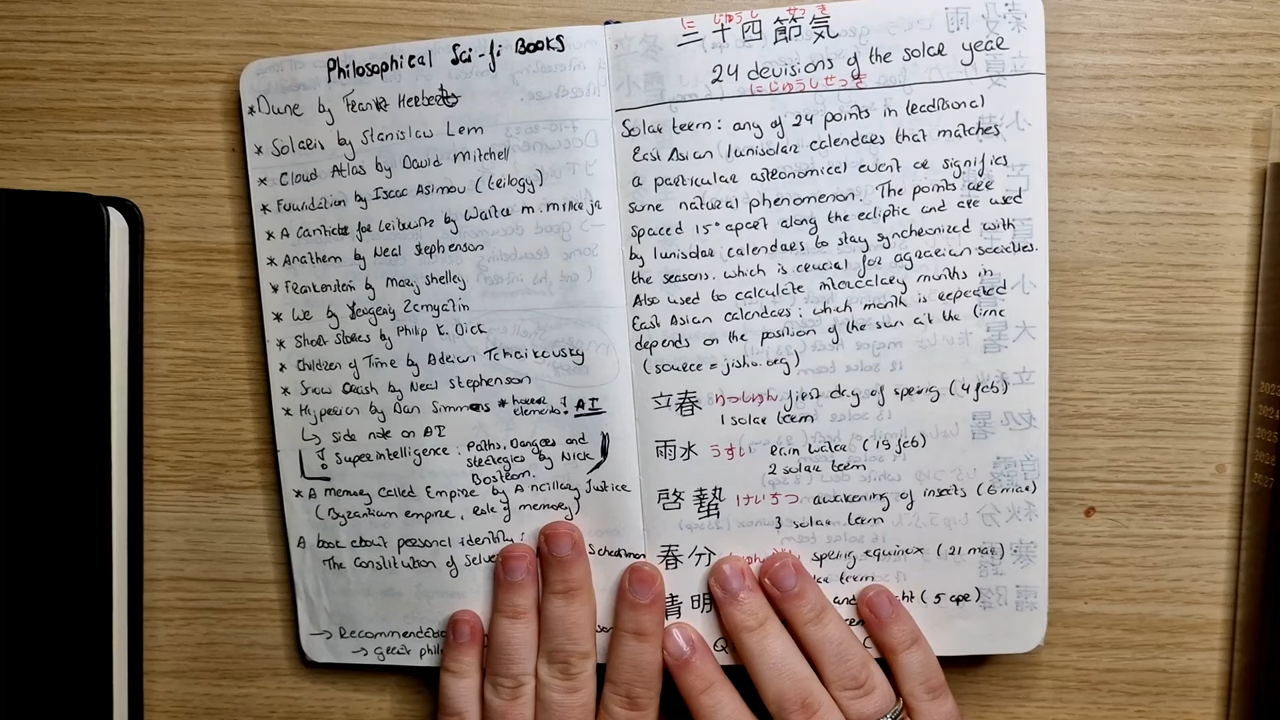 Philosophical Sci-fi Books
* Dune by Frank Herbert
* Solaris by Stanislaw Lem
* Cloud Atlas by David Mitchell
* Foundation by Isaac Asimov (trilogy)
* A Canticle for Leibowitz by Walter m. miller jr
* Anathem by Neal Stephenson
* Frankenstein by Mary Shelley
* We by Yevgeny Zamyatin
* Short stories by Philip K. Dick
* Children of Time by Adrian Tchaikovsky
* Snow Crash by Neal Stephenson
* Hyperion by Dan Simmons * horror elements! AI
↳ side note on AI
! Superintelligence : Paths, Dangers and strategies by Nick Bostrom.
* A memory Called Empire by Ancillary Justice
(Byzantium empire, role of memory)
A book about personal identity :
The Constitution of Selve
→ Recommendatio
→ great phil
に じゅうし せっき
二十四節気
24 devisions of the solar year
にじゅうしせっき
Solar term : any of 24 points in traditional
East Asian lunisolar calendars that matches
a particular astronomical event or signifies
some natural phenomenon. The points are
spaced 15° apart along the ecliptic and are used
by lunisolar calendars to stay synchronized with
the seasons, which is crucial for agrarian societies.
Also used to calculate intercalary months in
East Asian calendars ; which month is repeated
depends on the position of the sun at the time
(source = jisho.org)
立春 りっしゅん first day of spring (4 feb)
1 solar term
雨水 うすい rain water (19 feb)
2 solar term
啓蟄 けいちつ awakening of insects (6 mar)
3 solar term
春分 spring equinox (21 mar)
term
清明 and (5 apr)